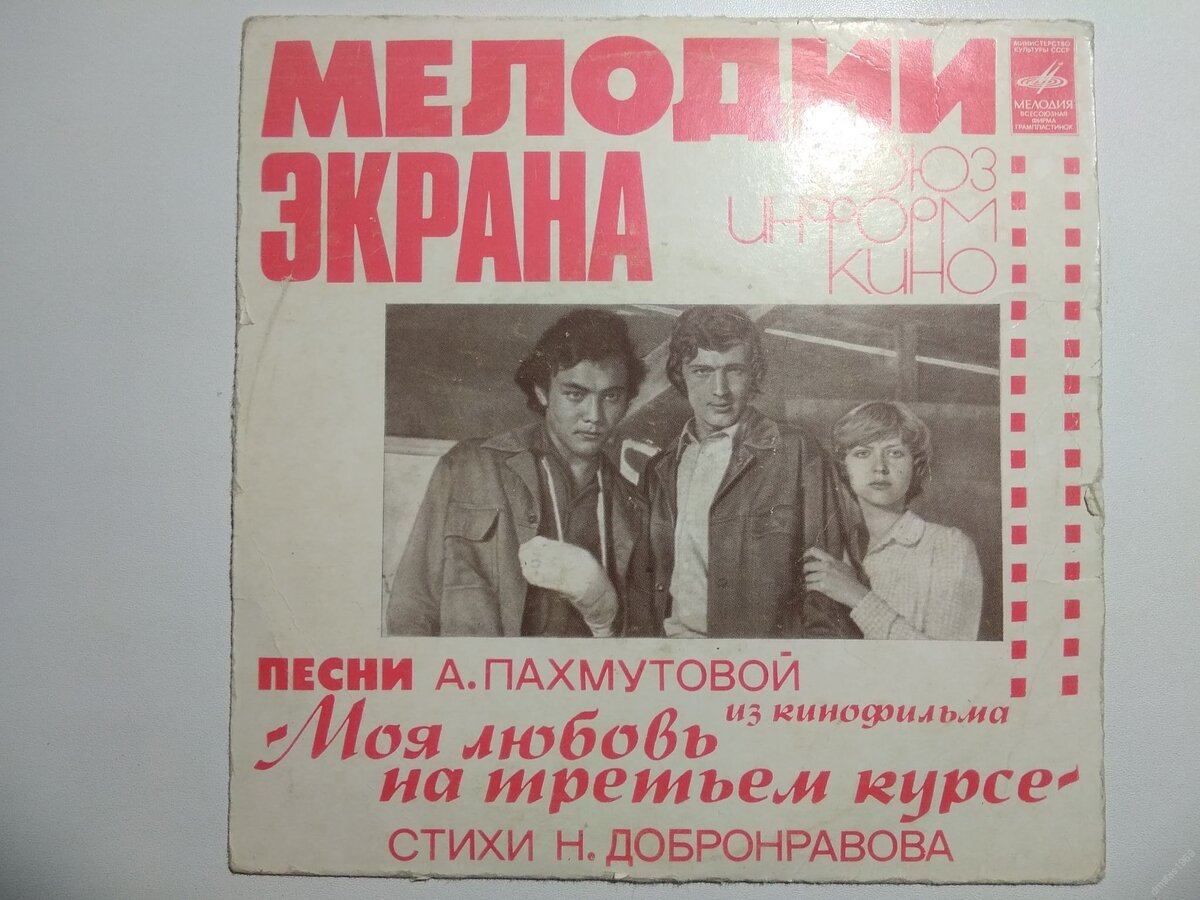 МЕЛОДИИ
ЭКРАНА
МИНИСТЕРСТВО
КУЛЬТУРЫ СССР
МЕЛОДИЯ
ВСЕСОЮЗНАЯ
ФИРМА
ГРАМПЛАСТИНОК
СОЮЗ
ИНФОРМ
КИНО
ПЕСНИ А. ПАХМУТОВОЙ
из кинофильма
«Моя любовь
на третьем курсе»
СТИХИ Н. ДОБРОНРАВОВА